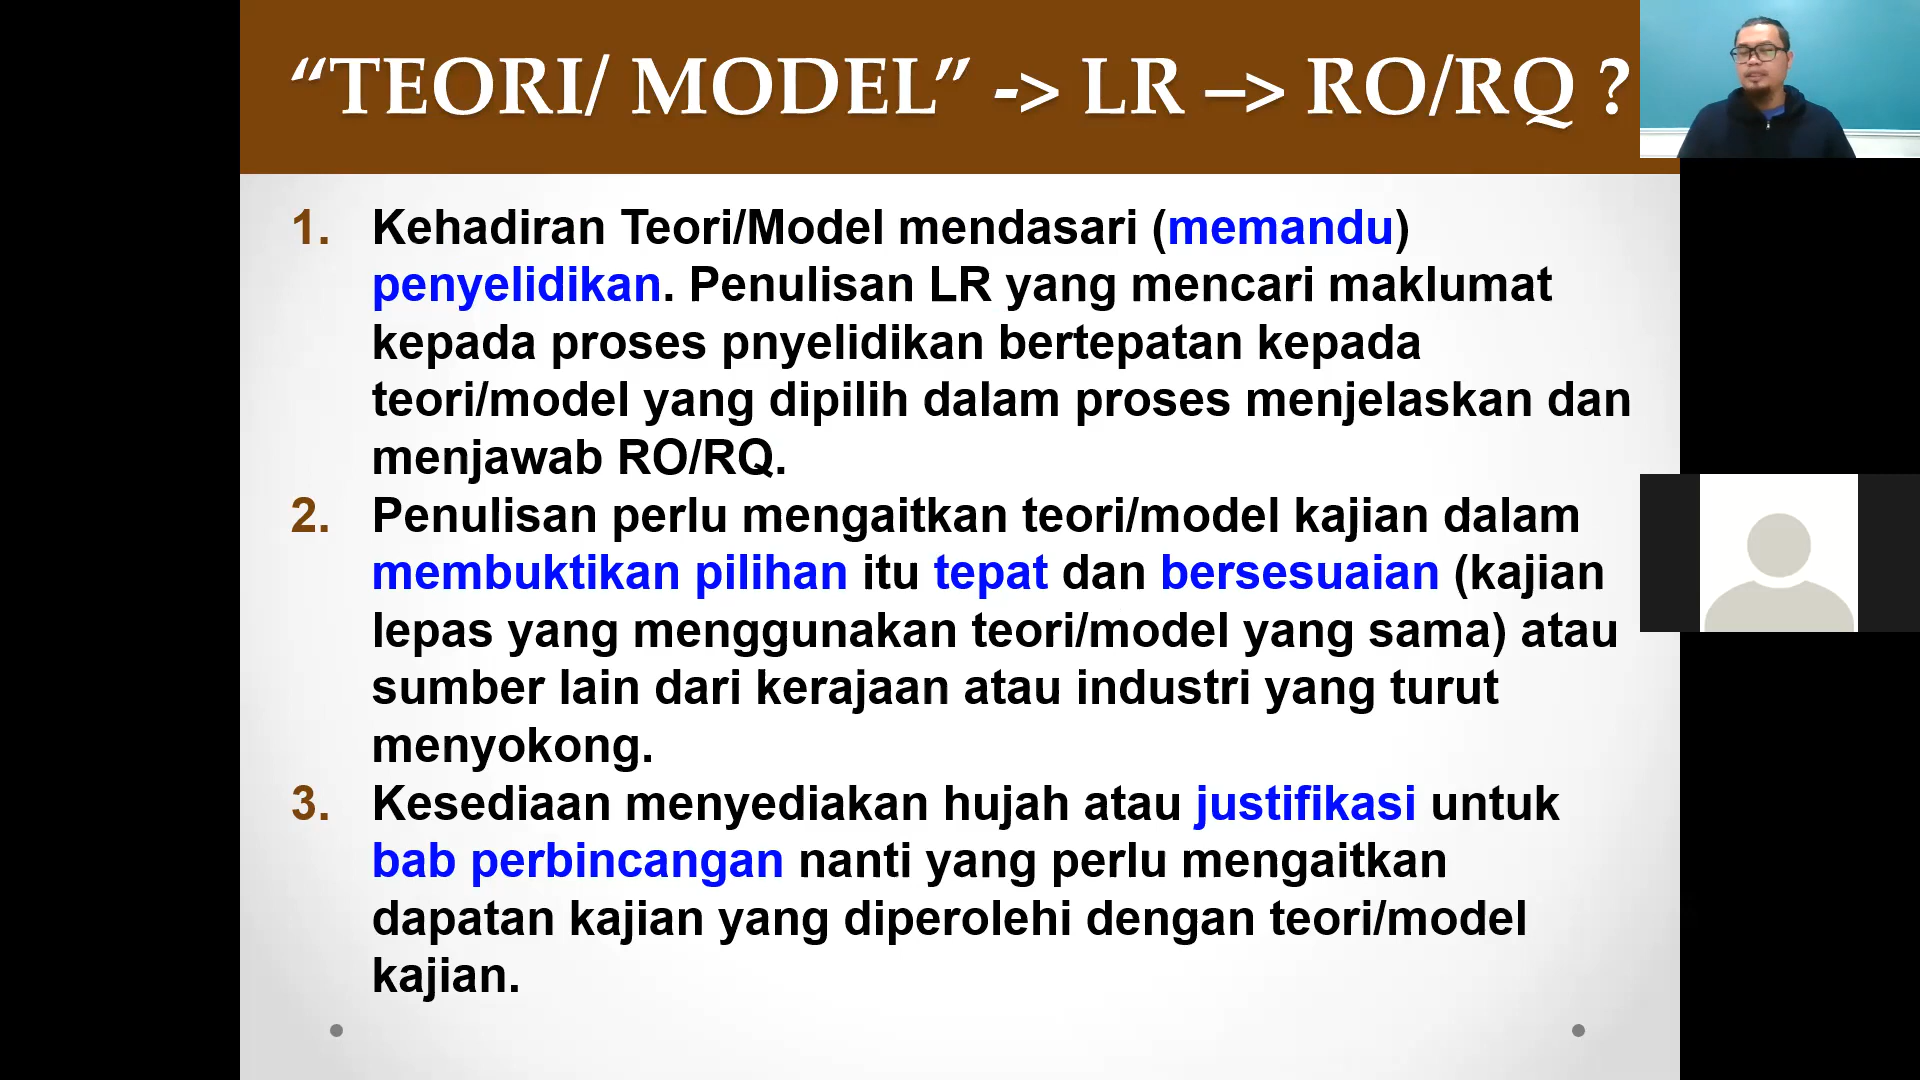 “TEORI/ MODEL” -> LR –> RO/RQ ?
1. Kehadiran Teori/Model mendasari (memandu)
penyelidikan. Penulisan LR yang mencari maklumat
kepada proses pnyelidikan bertepatan kepada
teori/model yang dipilih dalam proses menjelaskan dan
menjawab RO/RQ.
2. Penulisan perlu mengaitkan teori/model kajian dalam
membuktikan pilihan itu tepat dan bersesuaian (kajian
lepas yang menggunakan teori/model yang sama) atau
sumber lain dari kerajaan atau industri yang turut
menyokong.
3. Kesediaan menyediakan hujah atau justifikasi untuk
bab perbincangan nanti yang perlu mengaitkan
dapatan kajian yang diperolehi dengan teori/model
kajian.